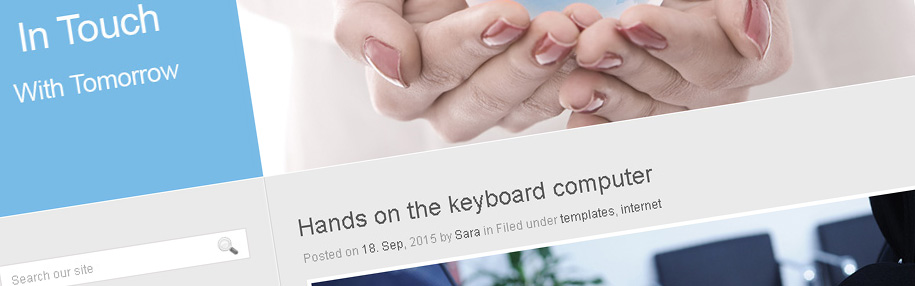 In Touch
With Tomorrow
Hands on the keyboard computer
Posted on 18. Sep, 2015 by Sara in Filed under templates, internet
Search our site